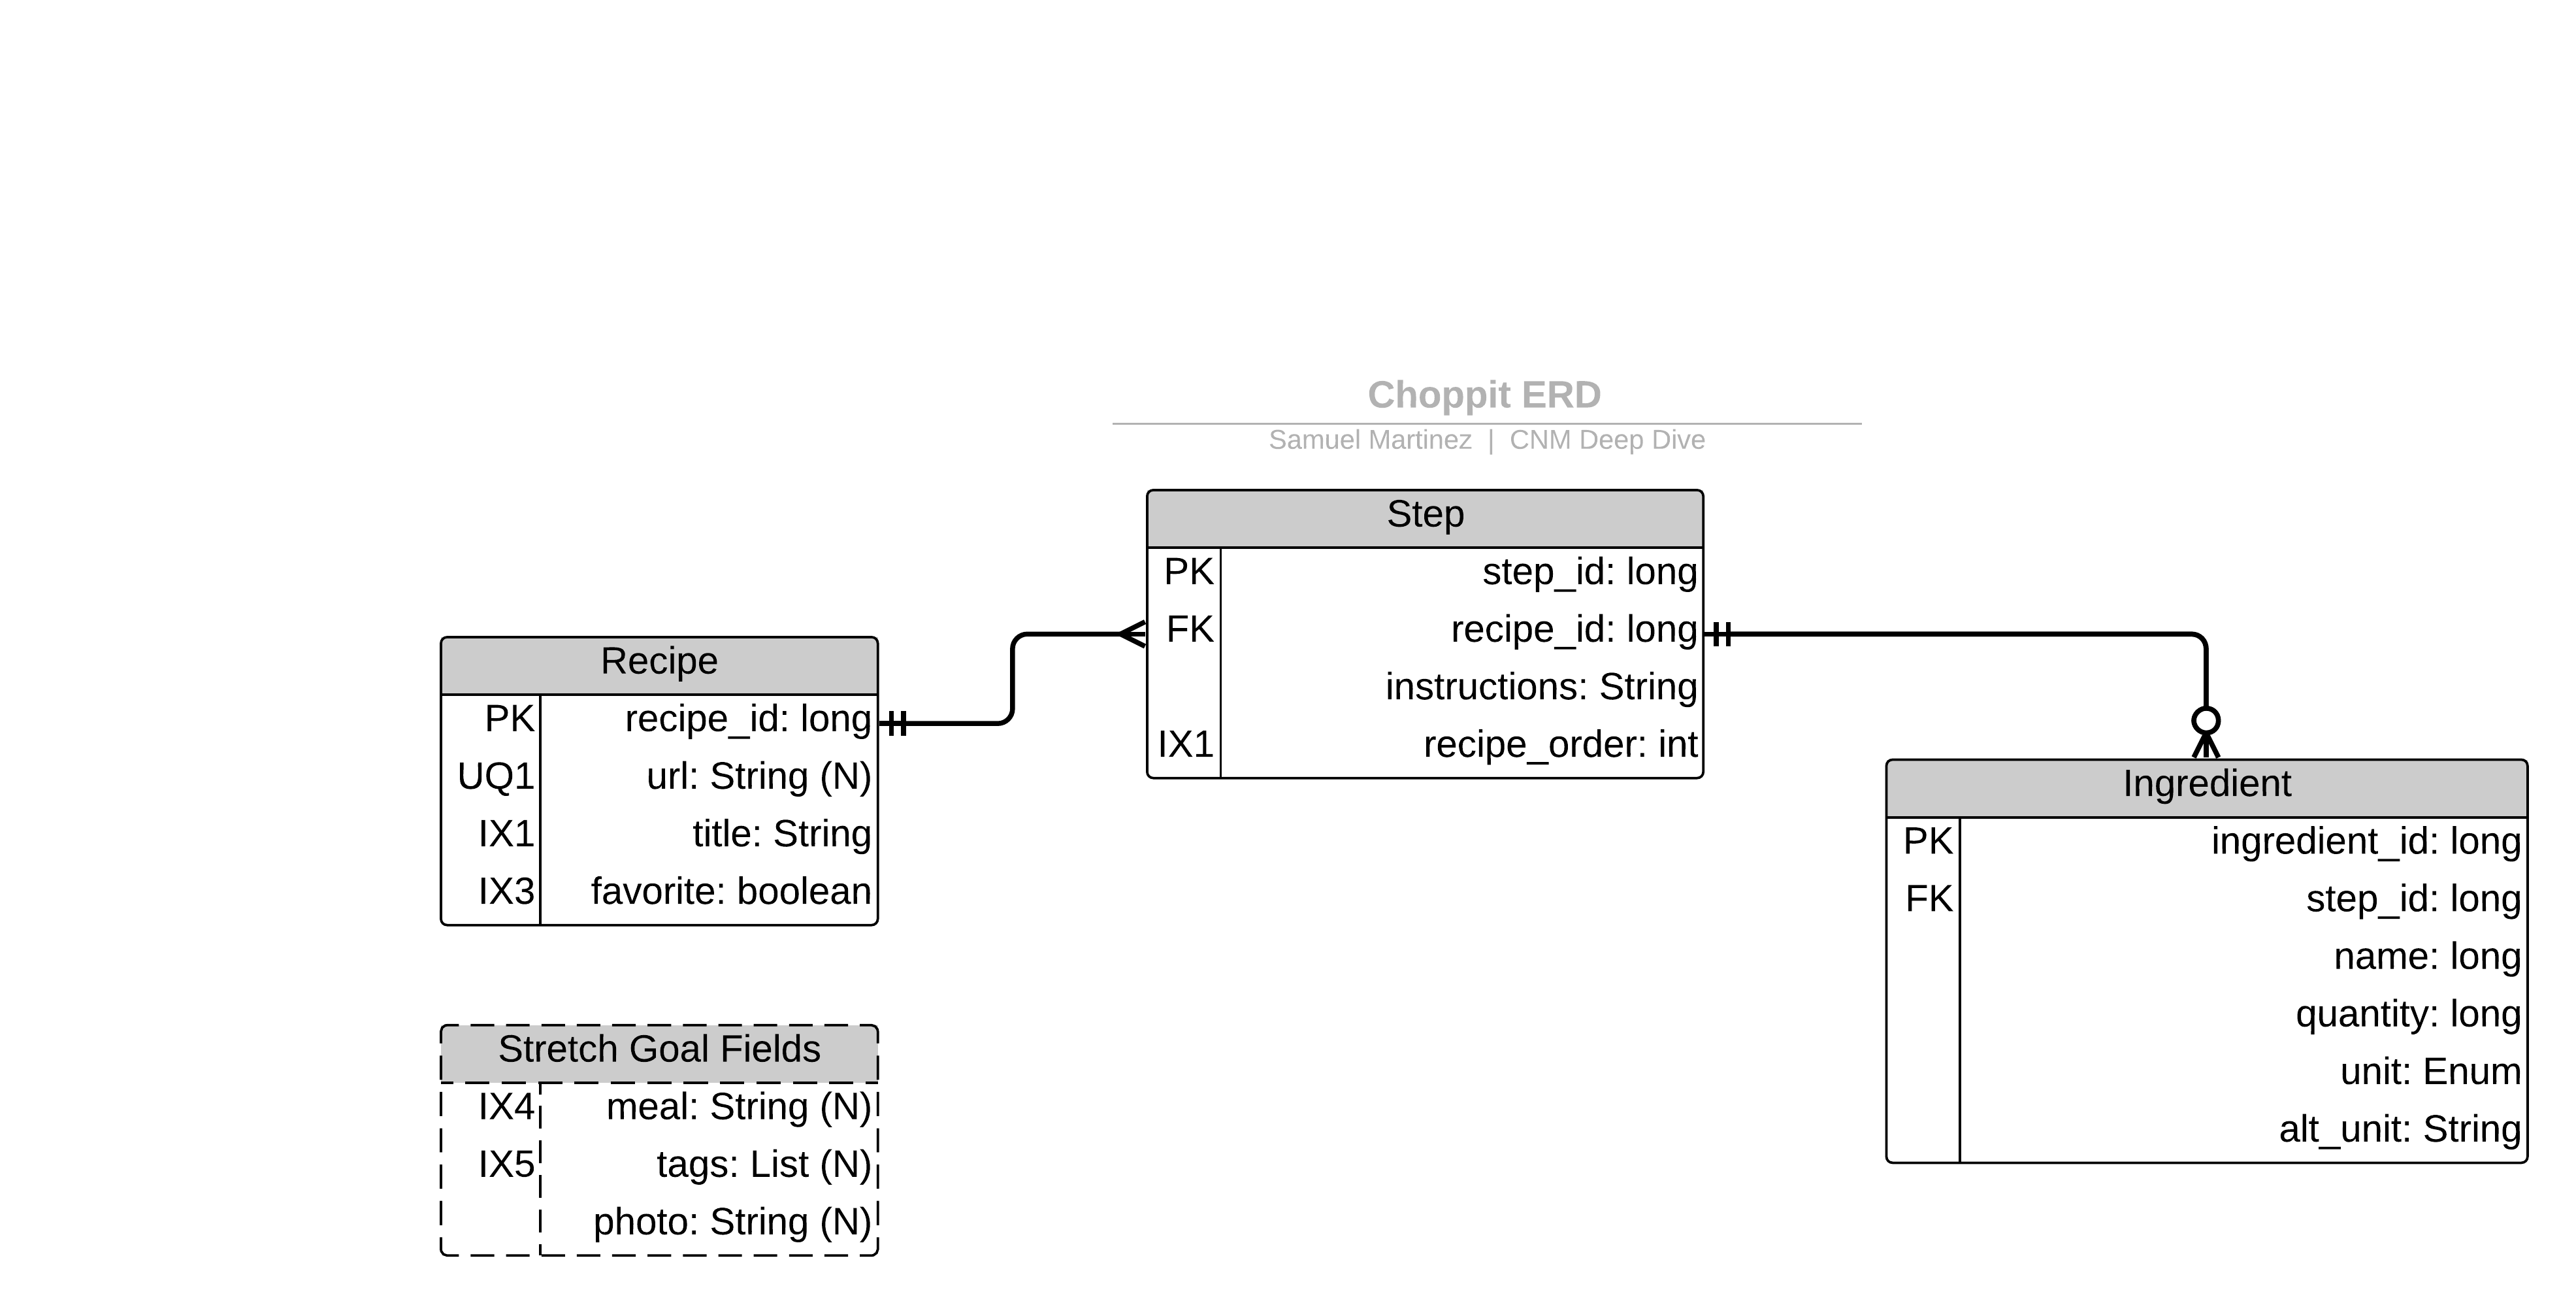 Choppit ERD
Samuel Martinez | CNM Deep Dive
Recipe
PK recipe_id: long
UQ1 url: String (N)
IX1 title: String
IX3 favorite: boolean
Stretch Goal Fields
IX4 meal: String (N)
IX5 tags: List (N)
photo: String (N)
Step
PK step_id: long
FK recipe_id: long
instructions: String
IX1 recipe_order: int
Ingredient
PK ingredient_id: long
FK step_id: long
name: long
quantity: long
unit: Enum
alt_unit: String